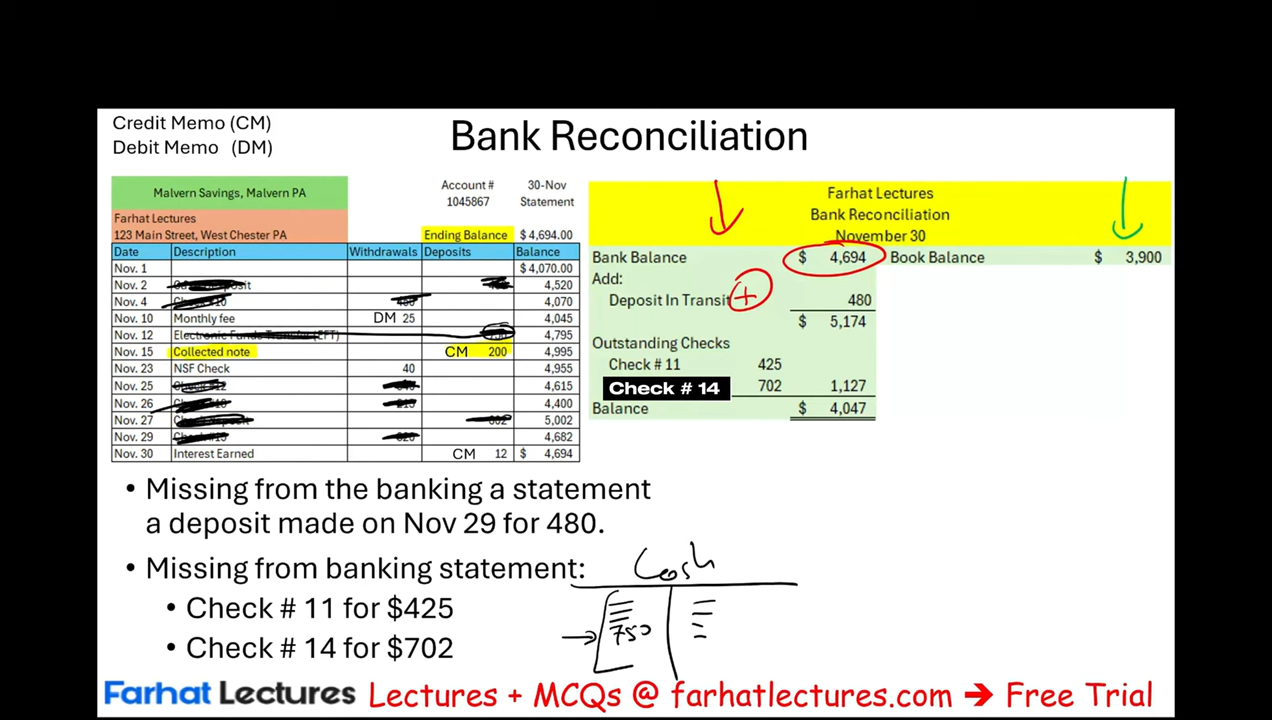 Credit Memo (CM)
Debit Memo (DM)
Bank Reconciliation
Malvern Savings, Malvern PA
Account # 30-Nov
1045867 Statement
Farhat Lectures
123 Main Street, West Chester PA Ending Balance $ 4,694.00
Date Description Withdrawals Deposits Balance
Nov. 1 $ 4,070.00
Nov. 2 4,520
Nov. 4 4,070
Nov. 10 Monthly fee DM 25 4,045
Nov. 12 Electronic Funds Transfer (EFT) 4,795
Nov. 15 Collected note CM 200 4,995
Nov. 23 NSF Check 40 4,955
Nov. 25 4,615
Nov. 26 4,400
Nov. 27 5,002
Nov. 29 4,682
Nov. 30 Interest Earned CM 12 $ 4,694
Farhat Lectures
Bank Reconciliation
November 30
Bank Balance $ 4,694 Book Balance $ 3,900
Add:
Deposit In Transit + 480
$ 5,174
Outstanding Checks
Check # 11 425
Check # 14 702 1,127
Balance $ 4,047
• Missing from the banking a statement
a deposit made on Nov 29 for 480.
• Missing from banking statement:
• Check # 11 for $425
• Check # 14 for $702
Cash
750
Farhat Lectures Lectures + MCQs @ farhatlectures.com → Free Trial